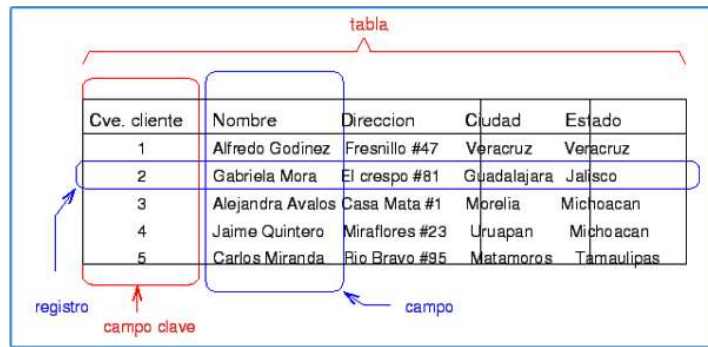 tabla
Cve. cliente Nombre Direccion Ciudad Estado
1 Alfredo Godinez Fresnillo #47 Veracruz Veracruz
2 Gabriela Mora El crespo #81 Guadalajara Jalisco
3 Alejandra Avalos Casa Mata #1 Morelia Michoacan
4 Jaime Quintero Miraflores #23 Uruapan Michoacan
5 Carlos Miranda Rio Bravo #95 Matamoros Tamaulipas
registro campo
campo clave